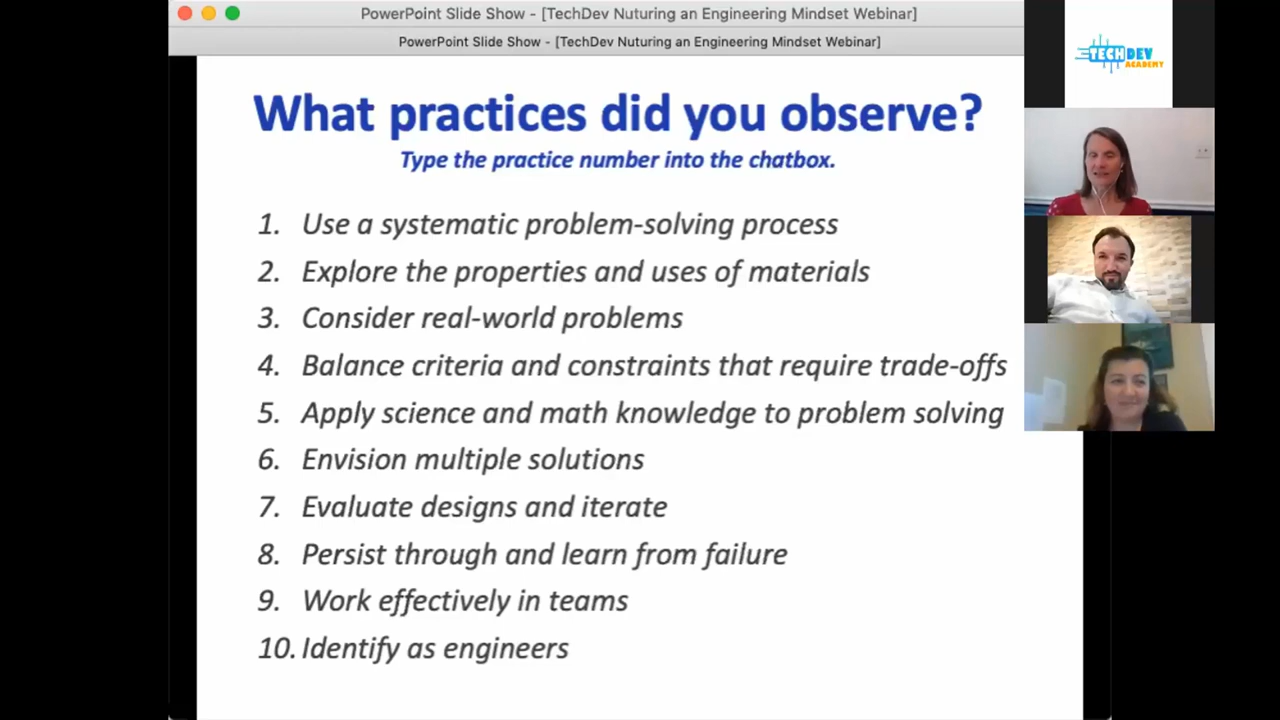 PowerPoint Slide Show - [TechDev Nuturing an Engineering Mindset Webinar]
PowerPoint Slide Show - [TechDev Nuturing an Engineering Mindset Webinar]
TECHDEV
ACADEMY
What practices did you observe?
Type the practice number into the chatbox.
1. Use a systematic problem-solving process
2. Explore the properties and uses of materials
3. Consider real-world problems
4. Balance criteria and constraints that require trade-offs
5. Apply science and math knowledge to problem solving
6. Envision multiple solutions
7. Evaluate designs and iterate
8. Persist through and learn from failure
9. Work effectively in teams
10. Identify as engineers